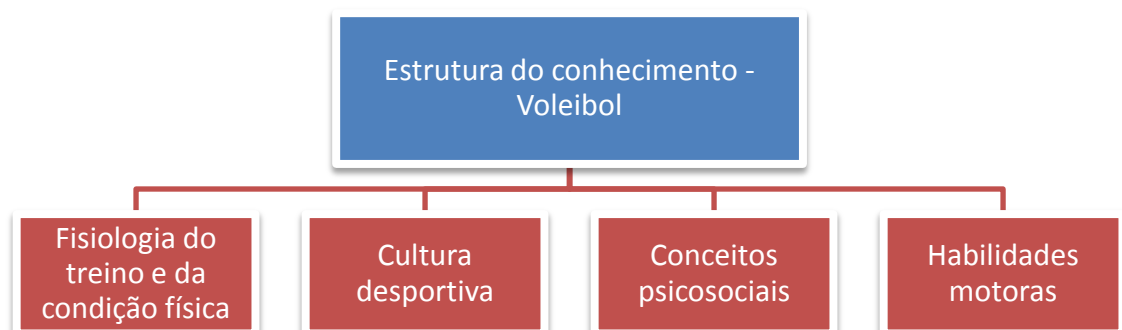 Estrutura do conhecimento -
Voleibol
Fisiologia do
treino e da
condição física
Cultura
desportiva
Conceitos
psicosociais
Habilidades
motoras